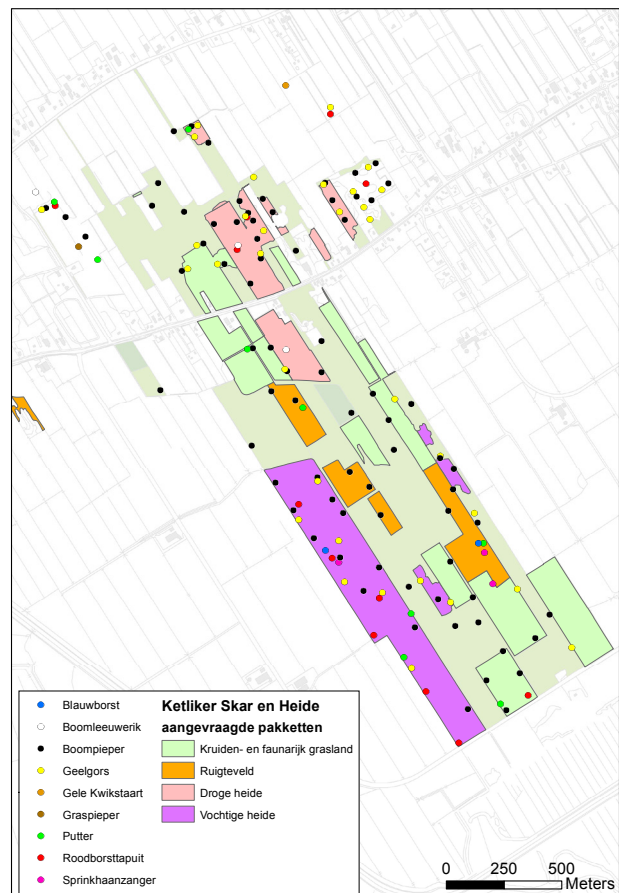 Blauwborst
Boomleeuwerik
Boompieper
Geelgors
Gele Kwikstaart
Graspieper
Putter
Roodborsttapuit
Sprinkhaanzanger
Ketliker Skar en Heide
aangevraagde pakketten
Kruiden- en faunarijk grasland
Ruigteveld
Droge heide
Vochtige heide
0 250 500
Meters